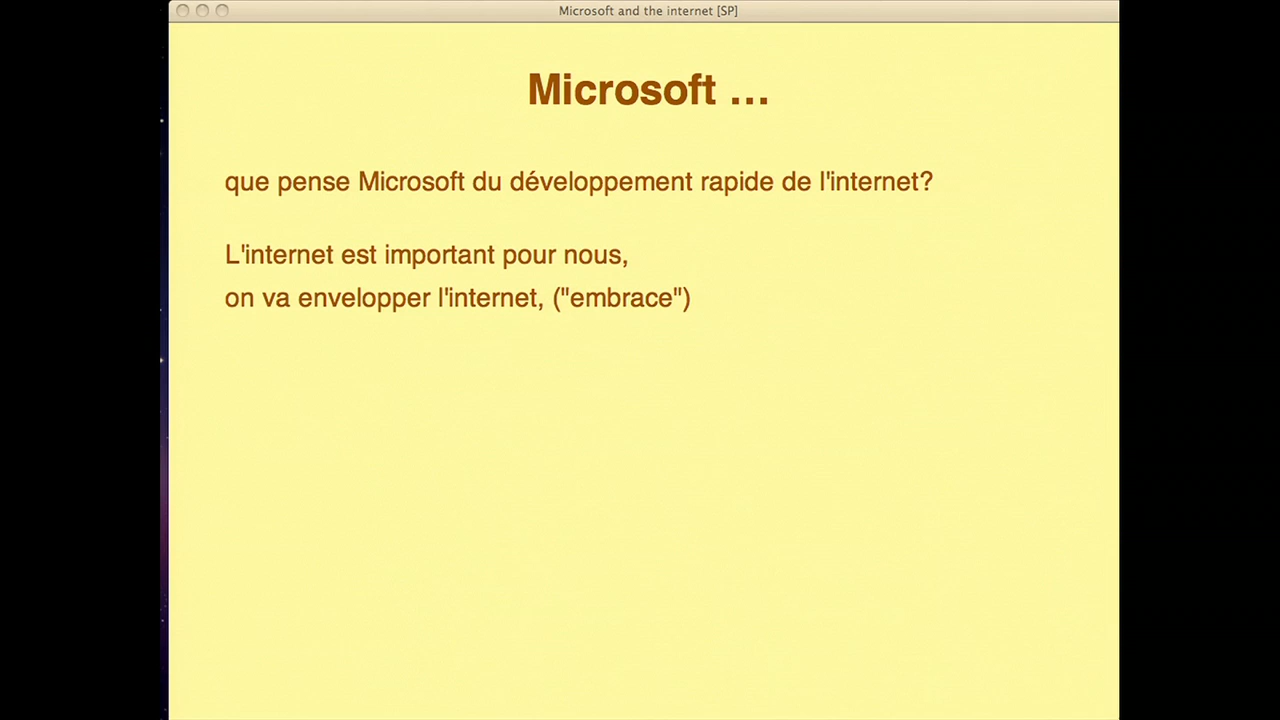 Microsoft and the internet [SP]
Microsoft ...
que pense Microsoft du développement rapide de l'internet?
L'internet est important pour nous,
on va envelopper l'internet, ("embrace")